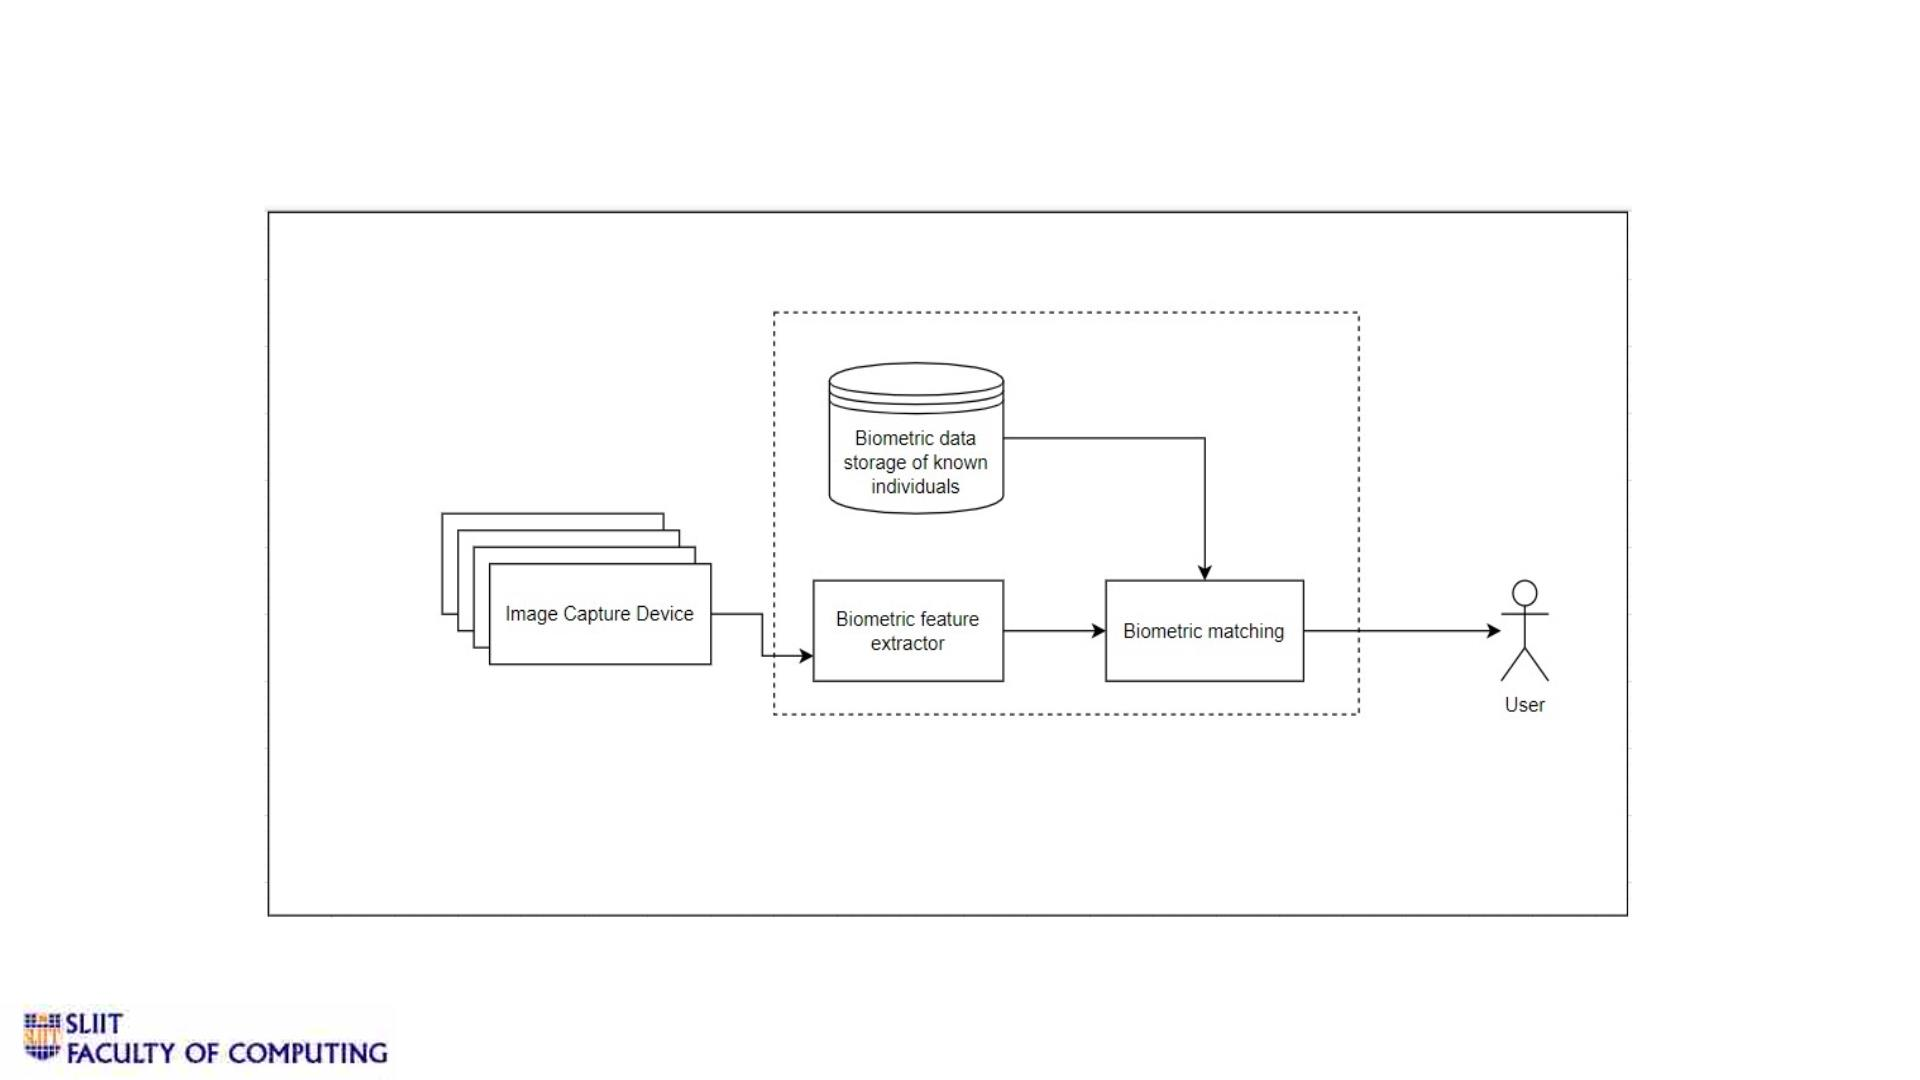 Biometric data
storage of known
individuals
Image Capture Device
Biometric feature
extractor
Biometric matching
User
SLIIT
SLIIT
FACULTY OF COMPUTING